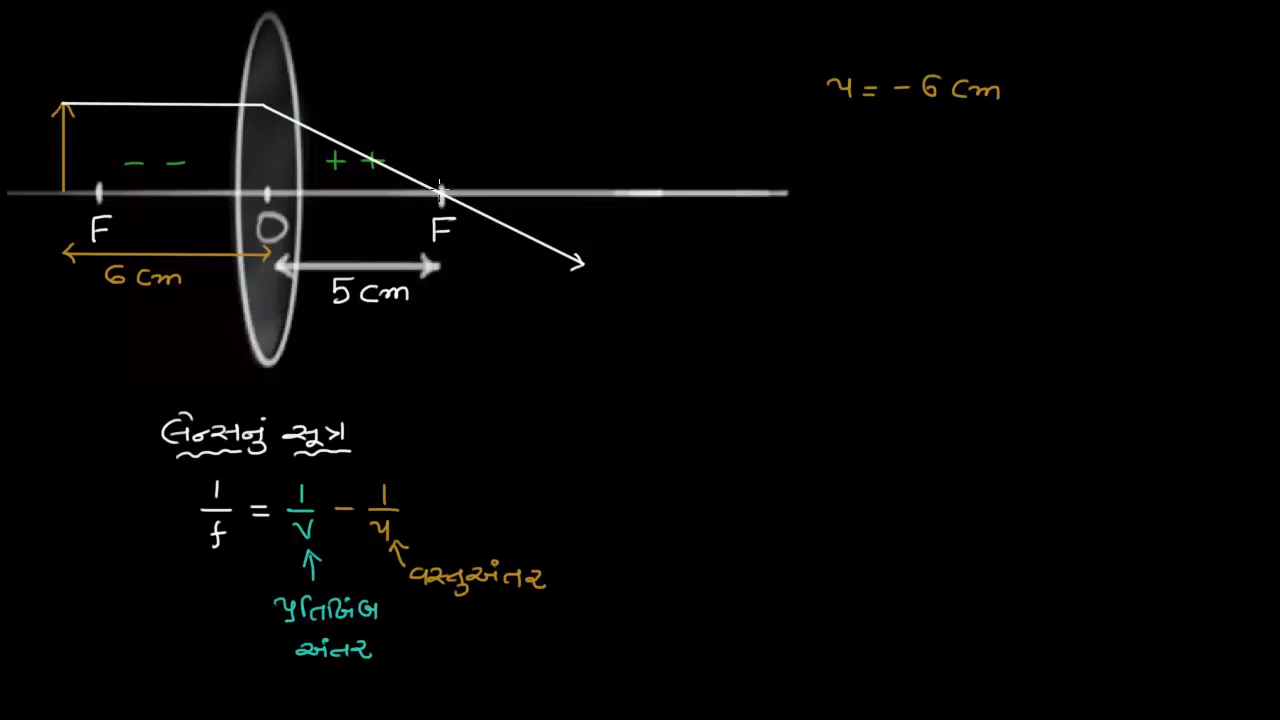 u = - 6 cm
- - + +
F O F
6 cm
5 cm
લેન્સનું સૂત્ર
1/f = 1/v - 1/u
વસ્તુઅંતર
પ્રતિબિંબ
અંતર